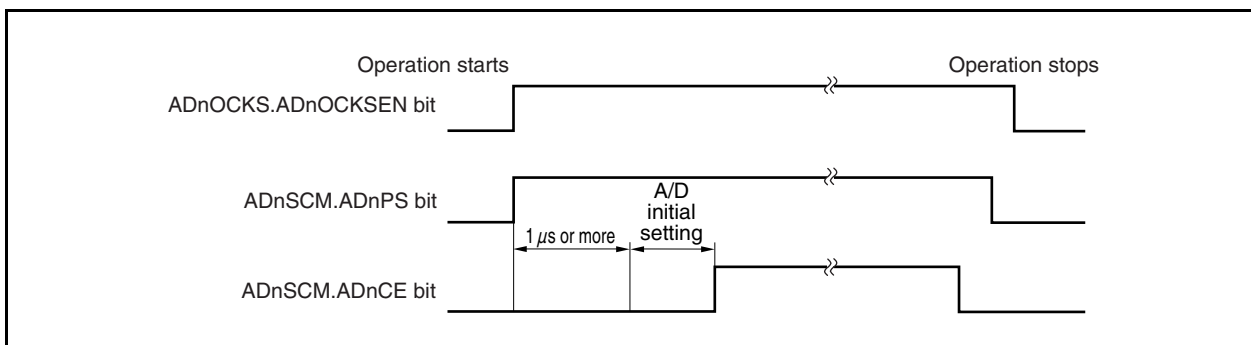 Operation starts
Operation stops
ADnOCKS.ADnOCKSEN bit
ADnSCM.ADnPS bit
A/D
initial
setting
1 μs or more
ADnSCM.ADnCE bit